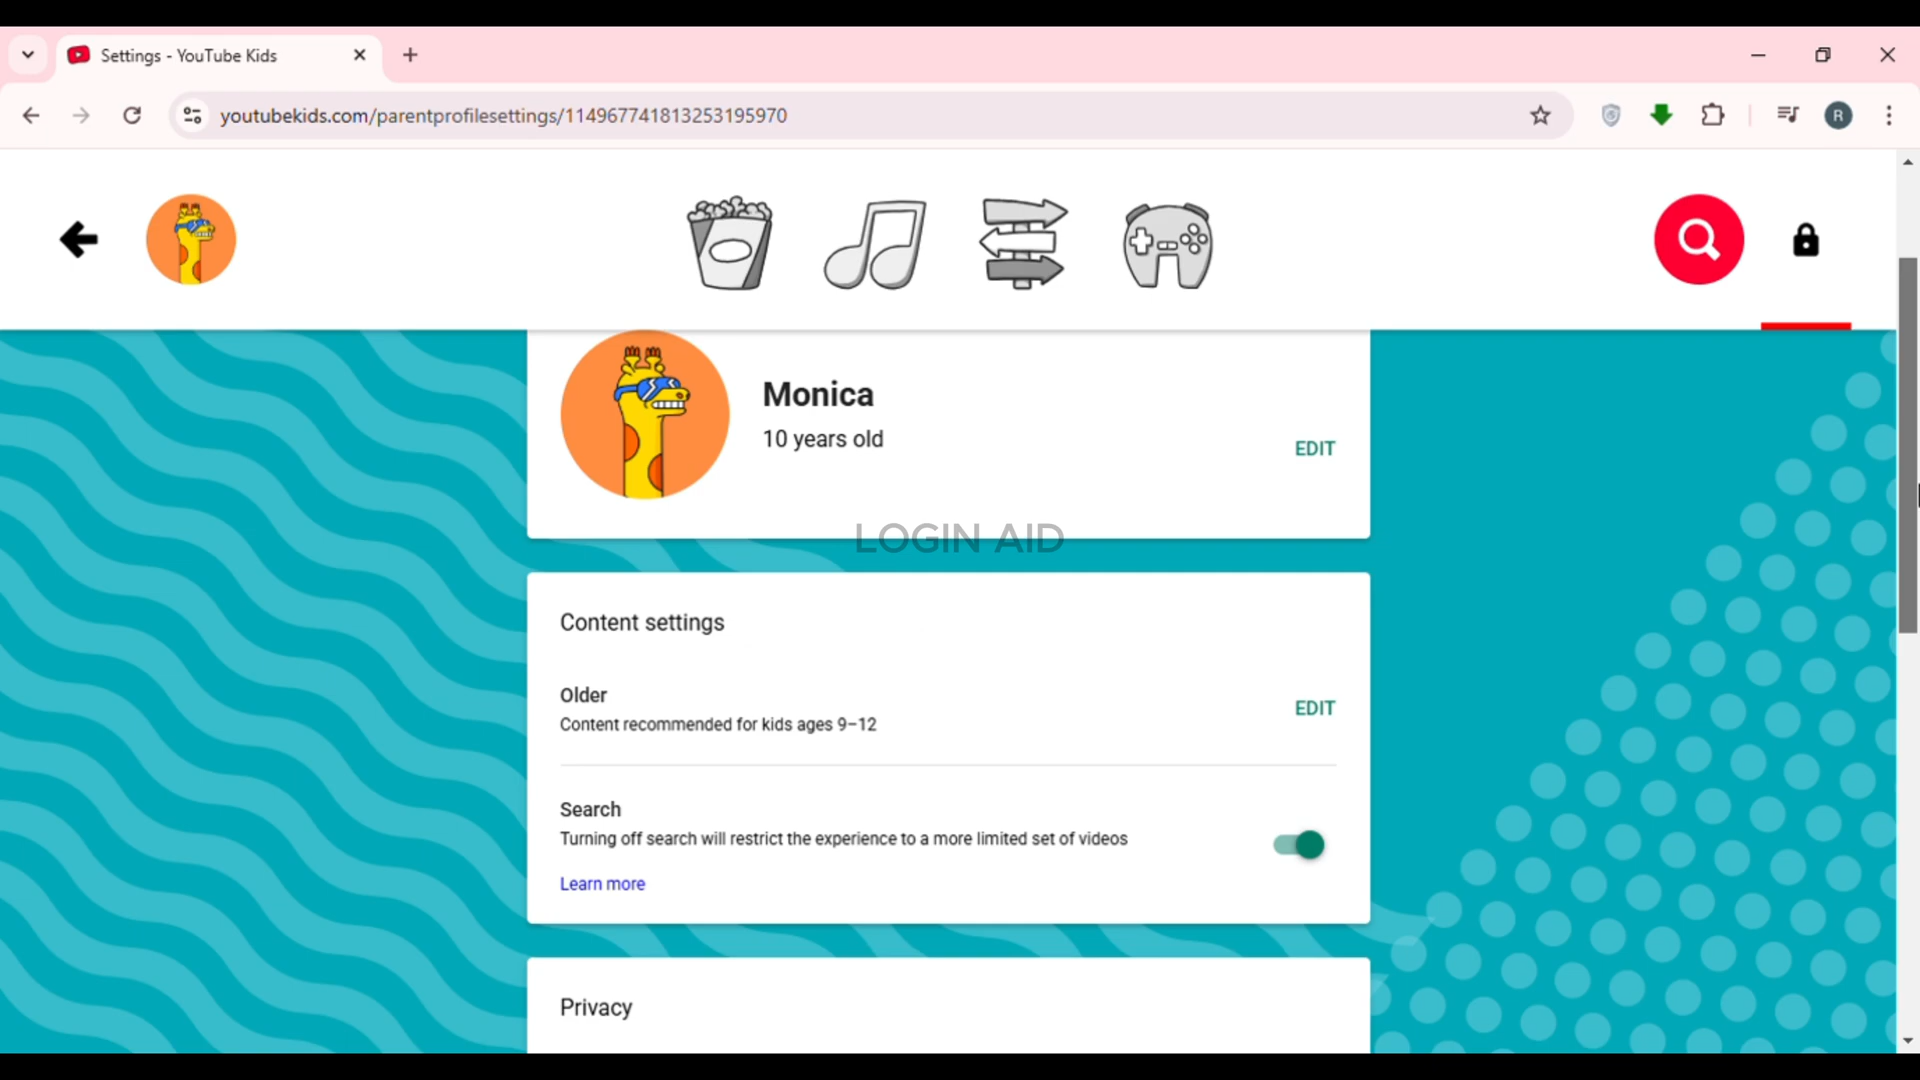 Settings - YouTube Kids
youtubekids.com/parentprofilesettings/114967741813253195970
R
Monica
10 years old
EDIT
LOGIN AID
Content settings
Older
Content recommended for kids ages 9–12
EDIT
Search
Turning off search will restrict the experience to a more limited set of videos
Learn more
Privacy